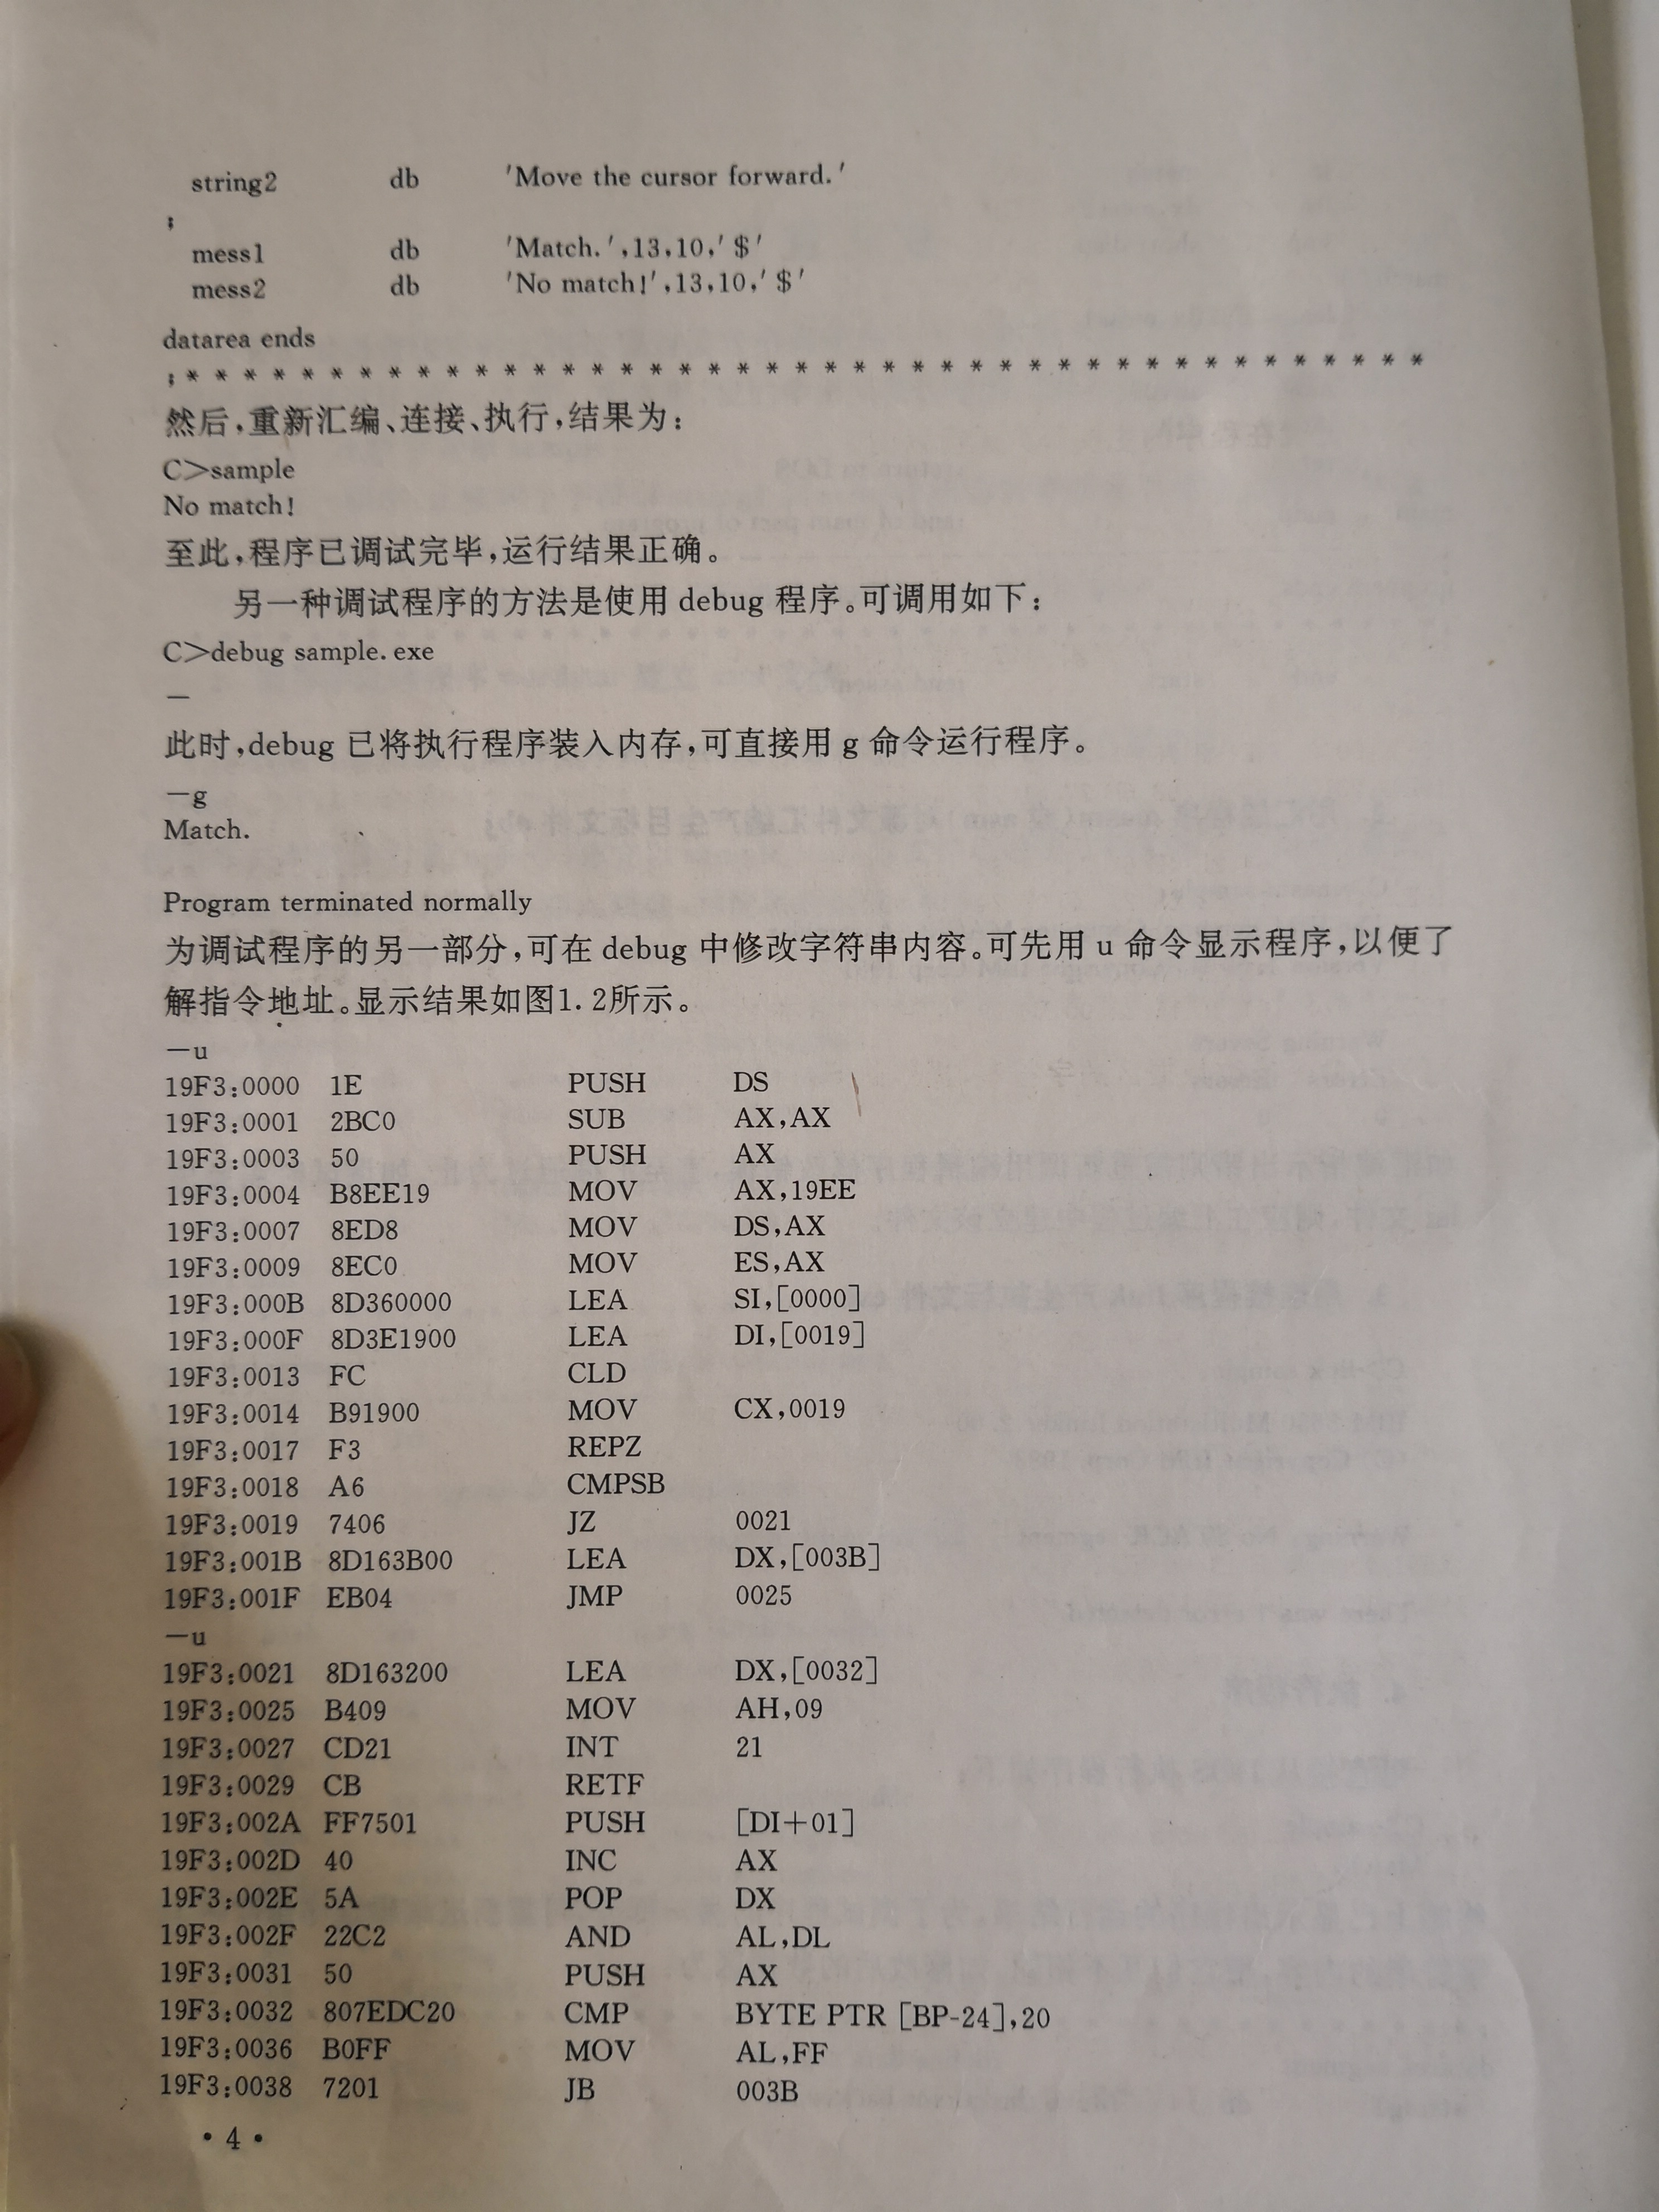 string2 db 'Move the cursor forward.'
;
mess1 db 'Match.',13,10,'$'
mess2 db 'No match!',13,10,'$'
datarea ends
;* * * * * * * * * * * * * * * * * * * * * * * * * * * * * * * * * * * * * * * * * * *
然后,重新汇编、连接、执行,结果为:
C>sample
No match!
至此,程序已调试完毕,运行结果正确。
另一种调试程序的方法是使用 debug 程序。可调用如下:
C>debug sample.exe
—
此时,debug 已将执行程序装入内存,可直接用 g 命令运行程序。
—g
Match.
Program terminated normally
为调试程序的另一部分,可在 debug 中修改字符串内容。可先用 u 命令显示程序,以便了
解指令地址。显示结果如图1.2所示。
—u
19F3:0000 1E PUSH DS
19F3:0001 2BC0 SUB AX,AX
19F3:0003 50 PUSH AX
19F3:0004 B8EE19 MOV AX,19EE
19F3:0007 8ED8 MOV DS,AX
19F3:0009 8EC0 MOV ES,AX
19F3:000B 8D360000 LEA SI,[0000]
19F3:000F 8D3E1900 LEA DI,[0019]
19F3:0013 FC CLD
19F3:0014 B91900 MOV CX,0019
19F3:0017 F3 REPZ
19F3:0018 A6 CMPSB
19F3:0019 7406 JZ 0021
19F3:001B 8D163B00 LEA DX,[003B]
19F3:001F EB04 JMP 0025
—u
19F3:0021 8D163200 LEA DX,[0032]
19F3:0025 B409 MOV AH,09
19F3:0027 CD21 INT 21
19F3:0029 CB RETF
19F3:002A FF7501 PUSH [DI+01]
19F3:002D 40 INC AX
19F3:002E 5A POP DX
19F3:002F 22C2 AND AL,DL
19F3:0031 50 PUSH AX
19F3:0032 807EDC20 CMP BYTE PTR [BP-24],20
19F3:0036 B0FF MOV AL,FF
19F3:0038 7201 JB 003B
• 4 •